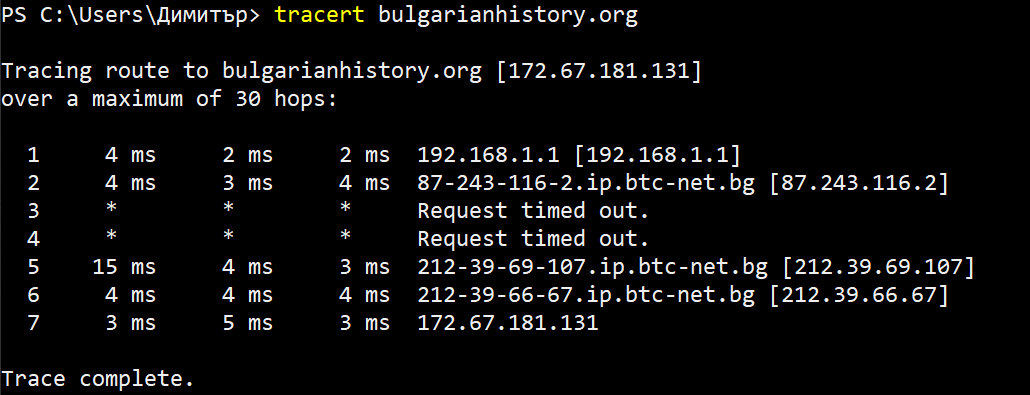 PS C:\Users\Димитър> tracert bulgarianhistory.org
Tracing route to bulgarianhistory.org [172.67.181.131]
over a maximum of 30 hops:
1 4 ms 2 ms 2 ms 192.168.1.1 [192.168.1.1]
2 4 ms 3 ms 4 ms 87-243-116-2.ip.btc-net.bg [87.243.116.2]
3 * * * Request timed out.
4 * * * Request timed out.
5 15 ms 4 ms 3 ms 212-39-69-107.ip.btc-net.bg [212.39.69.107]
6 4 ms 4 ms 4 ms 212-39-66-67.ip.btc-net.bg [212.39.66.67]
7 3 ms 5 ms 3 ms 172.67.181.131
Trace complete.